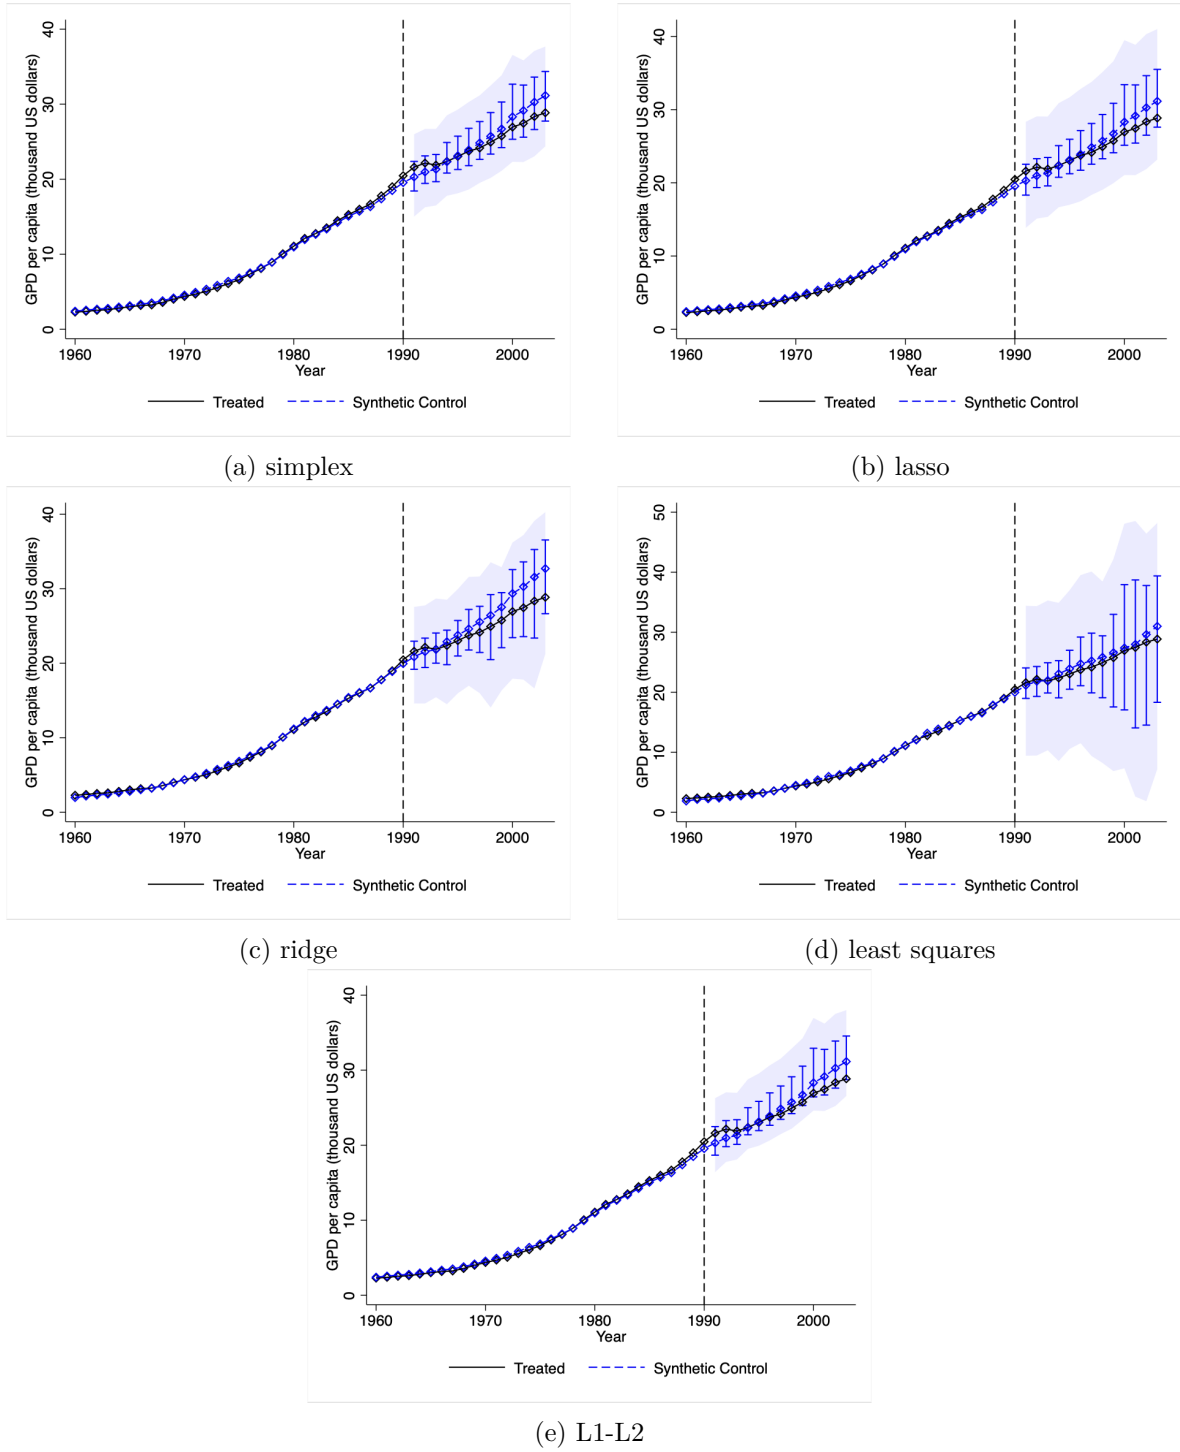 GPD per capita (thousand US dollars)
40
30
20
10
0
1960 1970 1980 1990 2000
Year
Treated Synthetic Control
(a) simplex
GPD per capita (thousand US dollars)
40
30
20
10
0
1960 1970 1980 1990 2000
Year
Treated Synthetic Control
(b) lasso
GPD per capita (thousand US dollars)
40
30
20
10
0
1960 1970 1980 1990 2000
Year
Treated Synthetic Control
(c) ridge
GPD per capita (thousand US dollars)
50
40
30
20
10
0
1960 1970 1980 1990 2000
Year
Treated Synthetic Control
(d) least squares
GPD per capita (thousand US dollars)
40
30
20
10
0
1960 1970 1980 1990 2000
Year
Treated Synthetic Control
(e) L1-L2